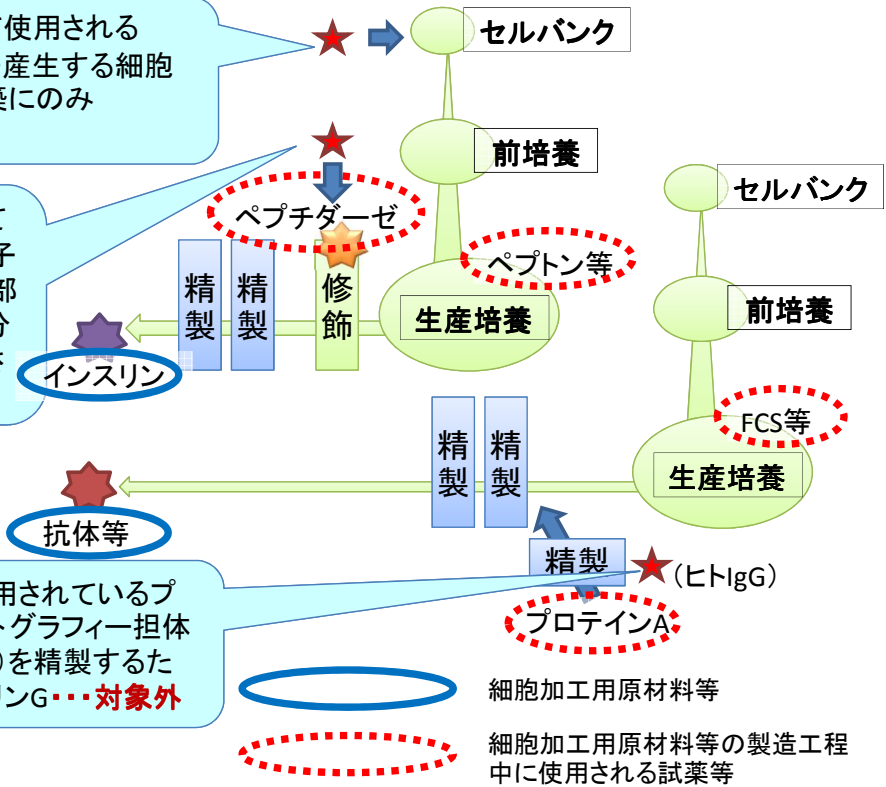 て使用される
産生する細胞
築にのみ
セルバンク
前培養
ペプチダーゼ
ペプトン等
生産培養
修飾
精製
精製
インスリン
て
子
部
分
セルバンク
前培養
FCS等
生産培養
精製
精製
抗体等
精製
(ヒトIgG)
プロテインA
用されているプ
トグラフィー担体
)を精製するた
リンG・・・対象外
細胞加工用原材料等
細胞加工用原材料等の製造工程
中に使用される試薬等